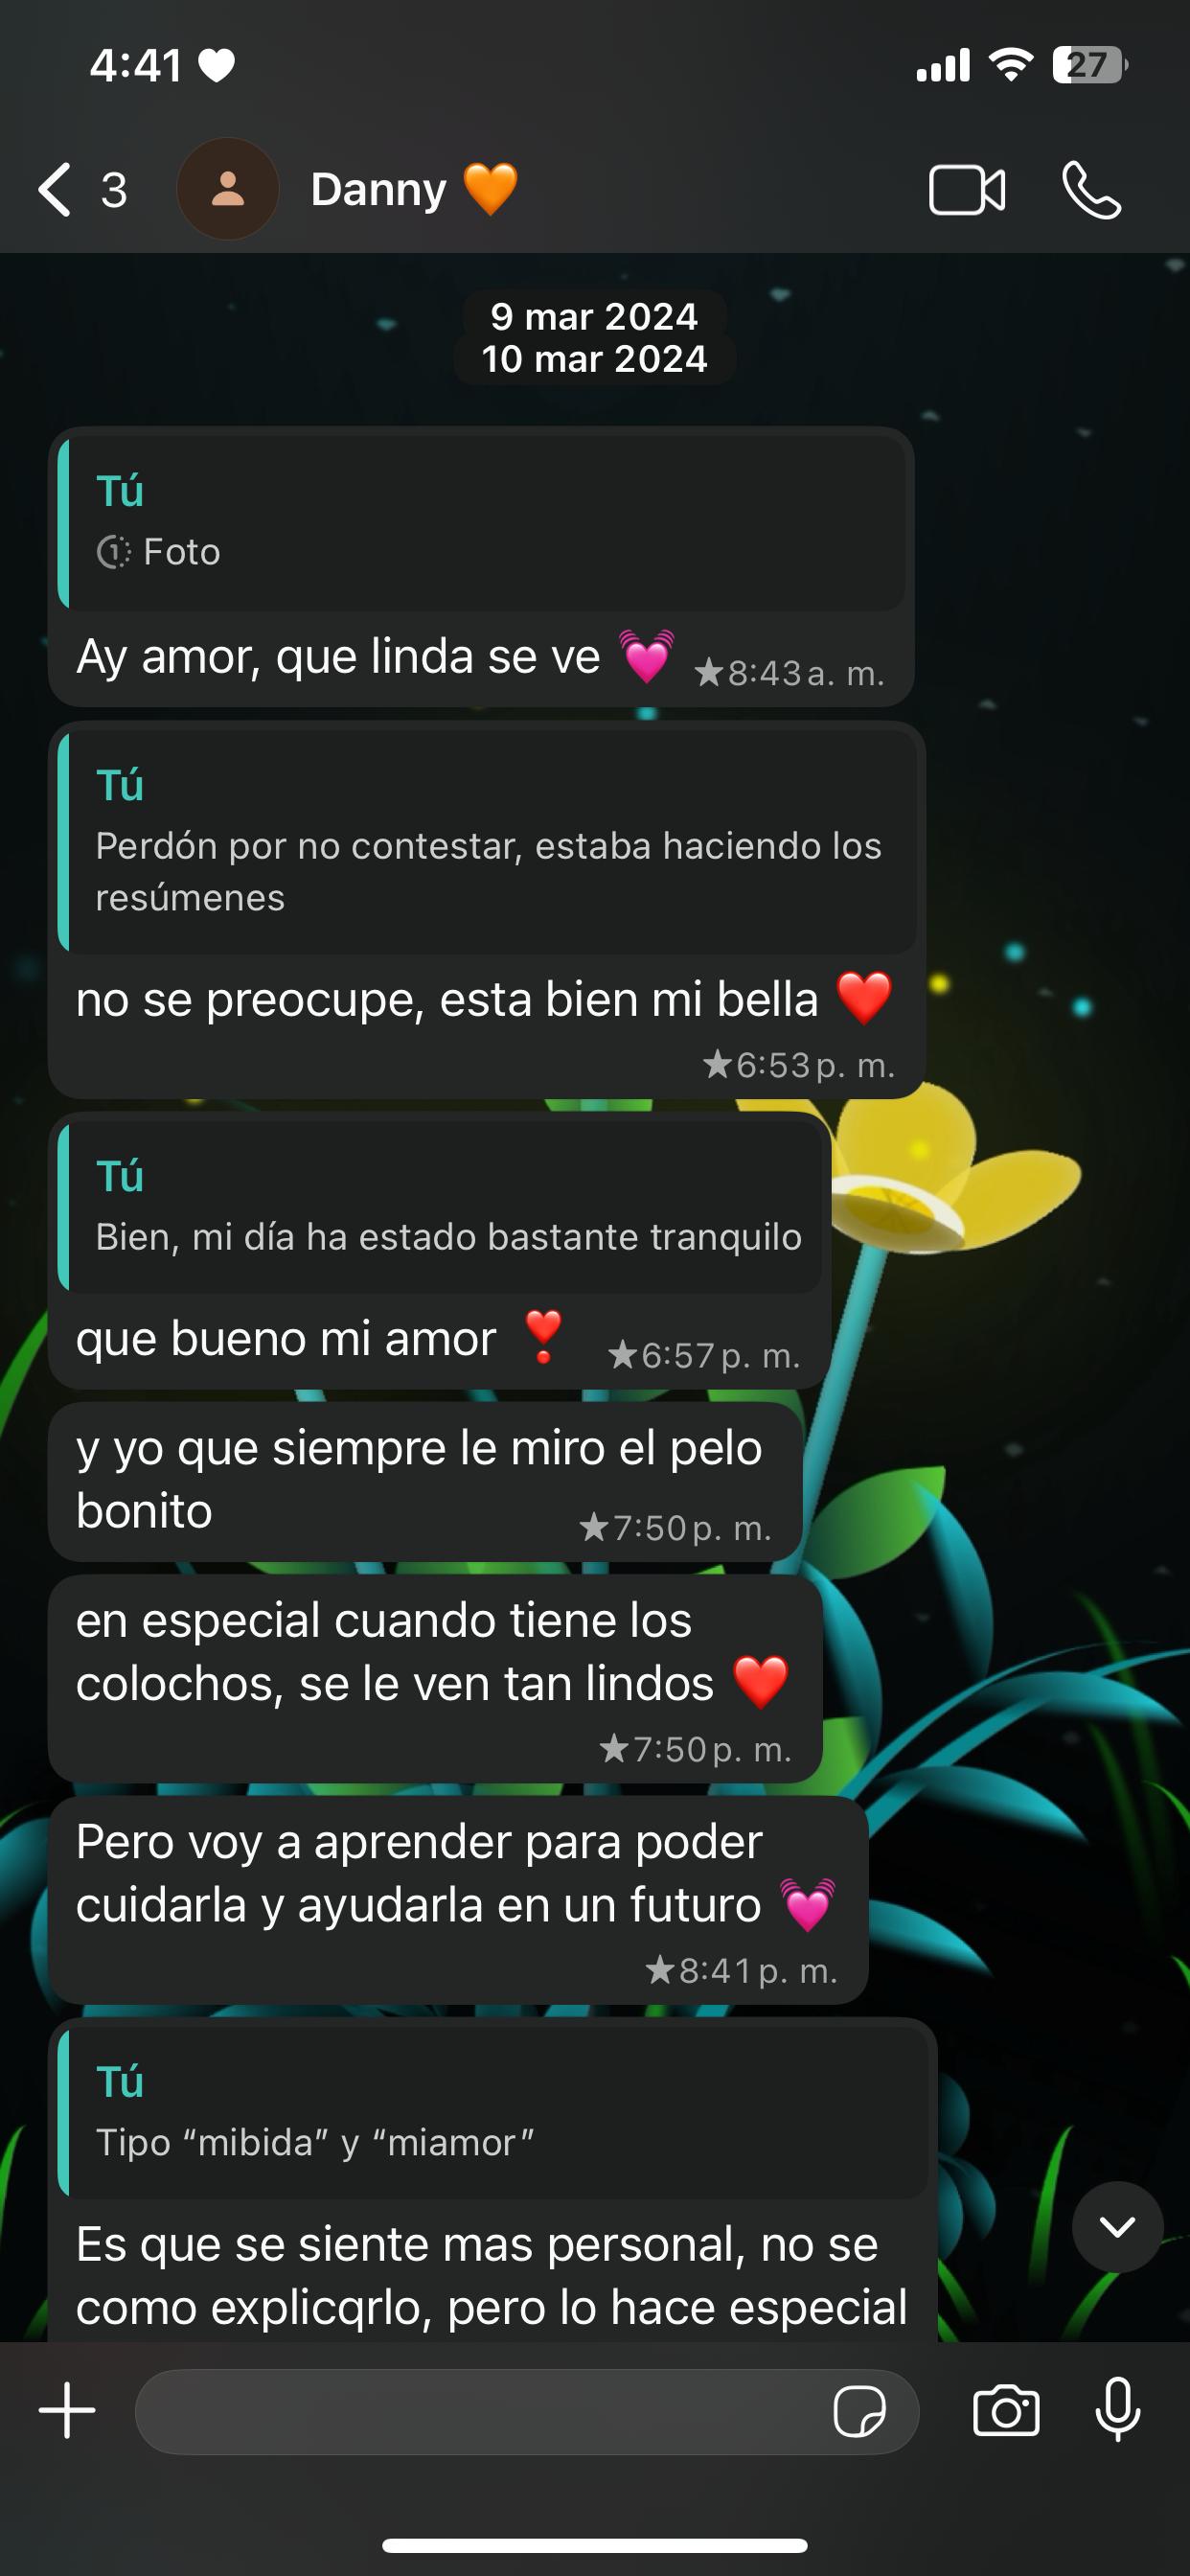 4:41
27
3
Danny 🧡
9 mar 2024
10 mar 2024
Tú
Foto
Ay amor, que linda se ve 💓
★8:43 a. m.
Tú
Perdón por no contestar, estaba haciendo los
resúmenes
no se preocupe, esta bien mi bella ❤️
★6:53 p. m.
Tú
Bien, mi día ha estado bastante tranquilo
que bueno mi amor ❣️
★6:57 p. m.
y yo que siempre le miro el pelo
bonito
★7:50 p. m.
en especial cuando tiene los
colochos, se le ven tan lindos ❤️
★7:50 p. m.
Pero voy a aprender para poder
cuidarla y ayudarla en un futuro 💓
★8:41 p. m.
Tú
Tipo “mibida” y “miamor”
Es que se siente mas personal, no se
como explicqrlo, pero lo hace especial